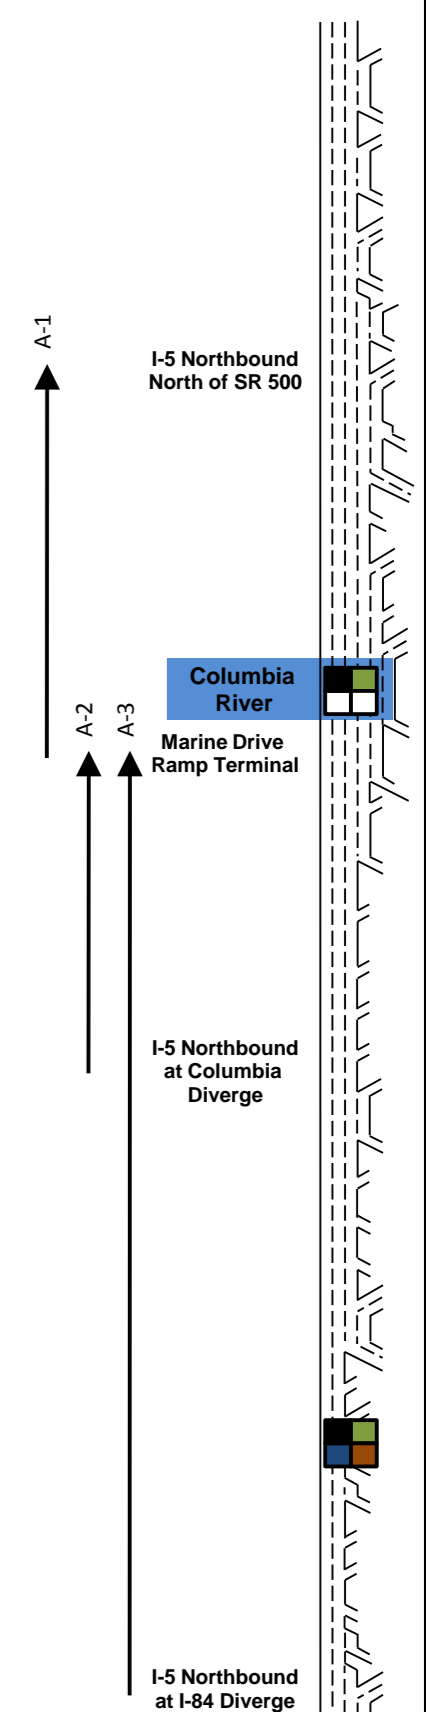 A-1
I-5 Northbound
North of SR 500
Columbia
River
A-2
A-3
Marine Drive
Ramp Terminal
I-5 Northbound
at Columbia
Diverge
I-5 Northbound
at I-84 Diverge